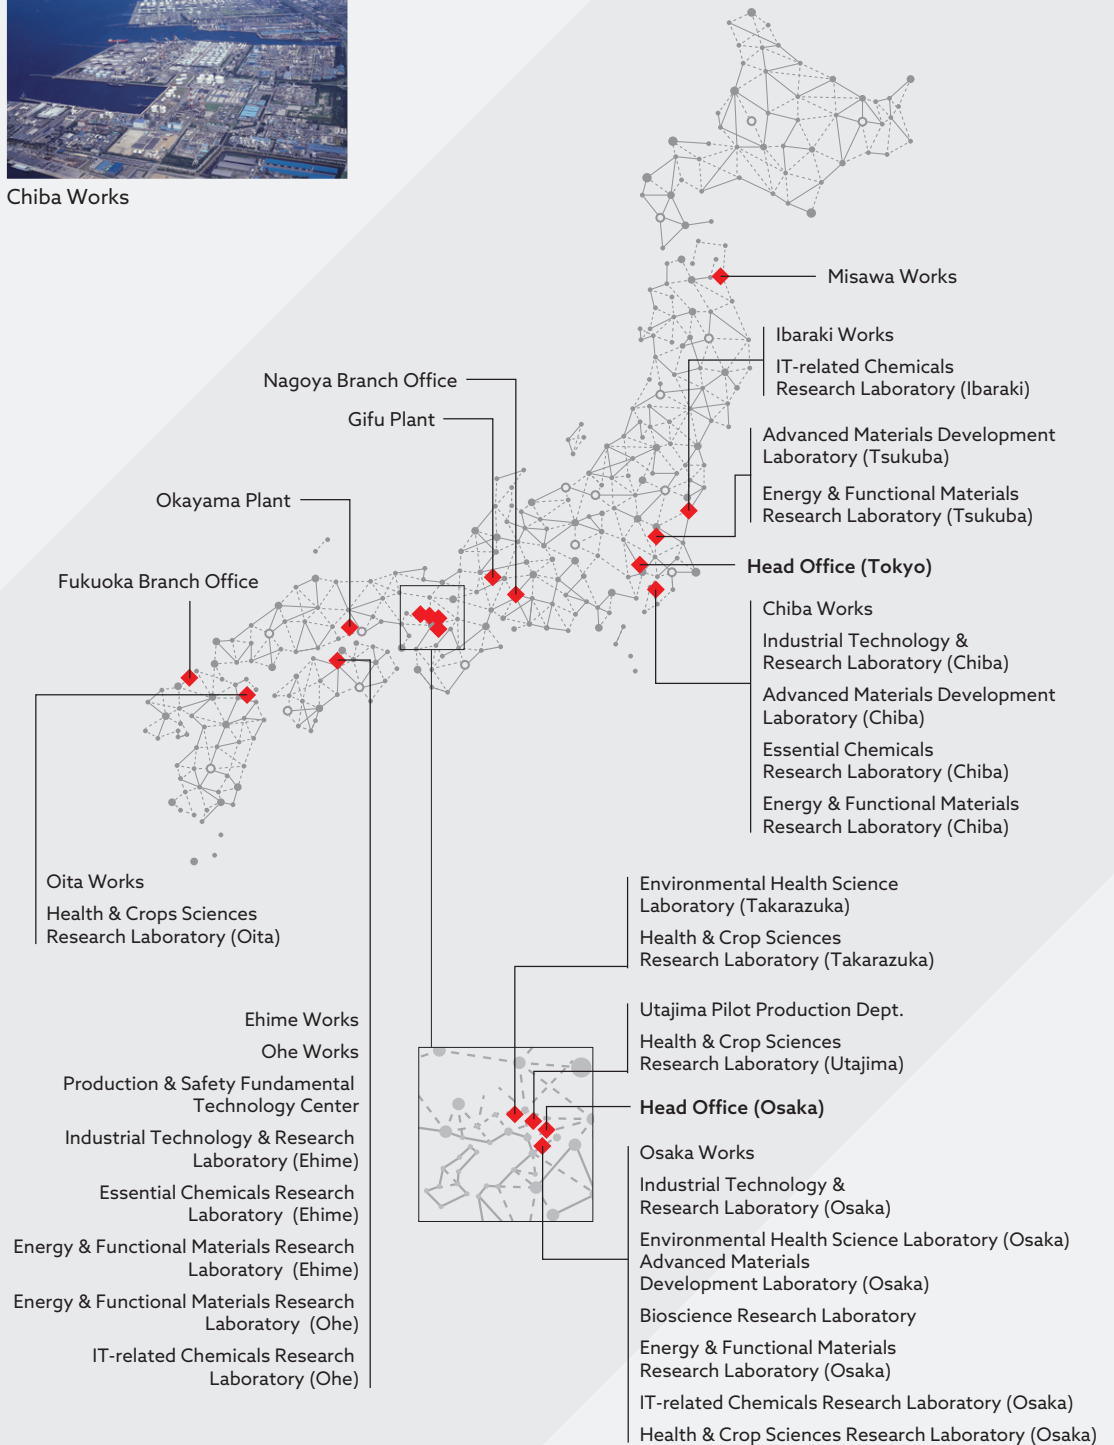 Chiba Works
Misawa Works
Ibaraki Works
IT-related Chemicals
Research Laboratory (Ibaraki)
Nagoya Branch Office
Gifu Plant
Advanced Materials Development
Laboratory (Tsukuba)
Energy & Functional Materials
Research Laboratory (Tsukuba)
Okayama Plant
Head Office (Tokyo)
Fukuoka Branch Office
Chiba Works
Industrial Technology &
Research Laboratory (Chiba)
Advanced Materials Development
Laboratory (Chiba)
Essential Chemicals
Research Laboratory (Chiba)
Energy & Functional Materials
Research Laboratory (Chiba)
Oita Works
Health & Crops Sciences
Research Laboratory (Oita)
Environmental Health Science
Laboratory (Takarazuka)
Health & Crop Sciences
Research Laboratory (Takarazuka)
Utajima Pilot Production Dept.
Health & Crop Sciences
Research Laboratory (Utajima)
Head Office (Osaka)
Osaka Works
Industrial Technology &
Research Laboratory (Osaka)
Environmental Health Science Laboratory (Osaka)
Advanced Materials
Development Laboratory (Osaka)
Bioscience Research Laboratory
Energy & Functional Materials
Research Laboratory (Osaka)
IT-related Chemicals Research Laboratory (Osaka)
Health & Crop Sciences Research Laboratory (Osaka)
Ehime Works
Ohe Works
Production & Safety Fundamental
Technology Center
Industrial Technology & Research
Laboratory (Ehime)
Essential Chemicals Research
Laboratory (Ehime)
Energy & Functional Materials Research
Laboratory (Ehime)
Energy & Functional Materials Research
Laboratory (Ohe)
IT-related Chemicals Research
Laboratory (Ohe)